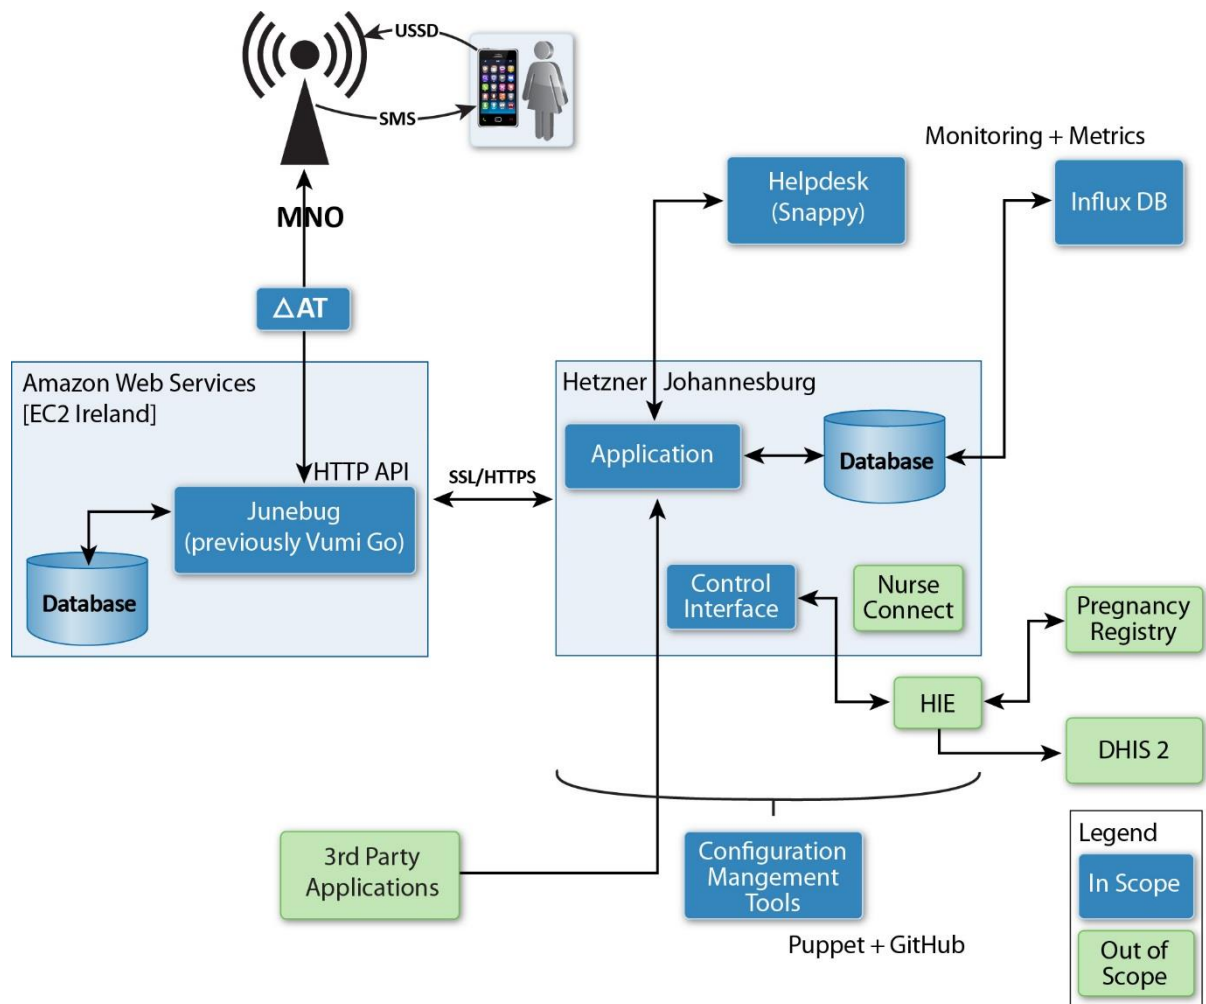 USSD
SMS
MNO
△AT
Monitoring + Metrics
Helpdesk
(Snappy)
Influx DB
Amazon Web Services
[EC2 Ireland]
HTTP API
Junebug
(previously Vumi Go)
Database
SSL/HTTPS
Hetzner Johannesburg
Application
Database
Control
Interface
Nurse
Connect
Pregnancy
Registry
HIE
DHIS 2
3rd Party
Applications
Configuration
Mangement
Tools
Puppet + GitHub
Legend
In Scope
Out of
Scope